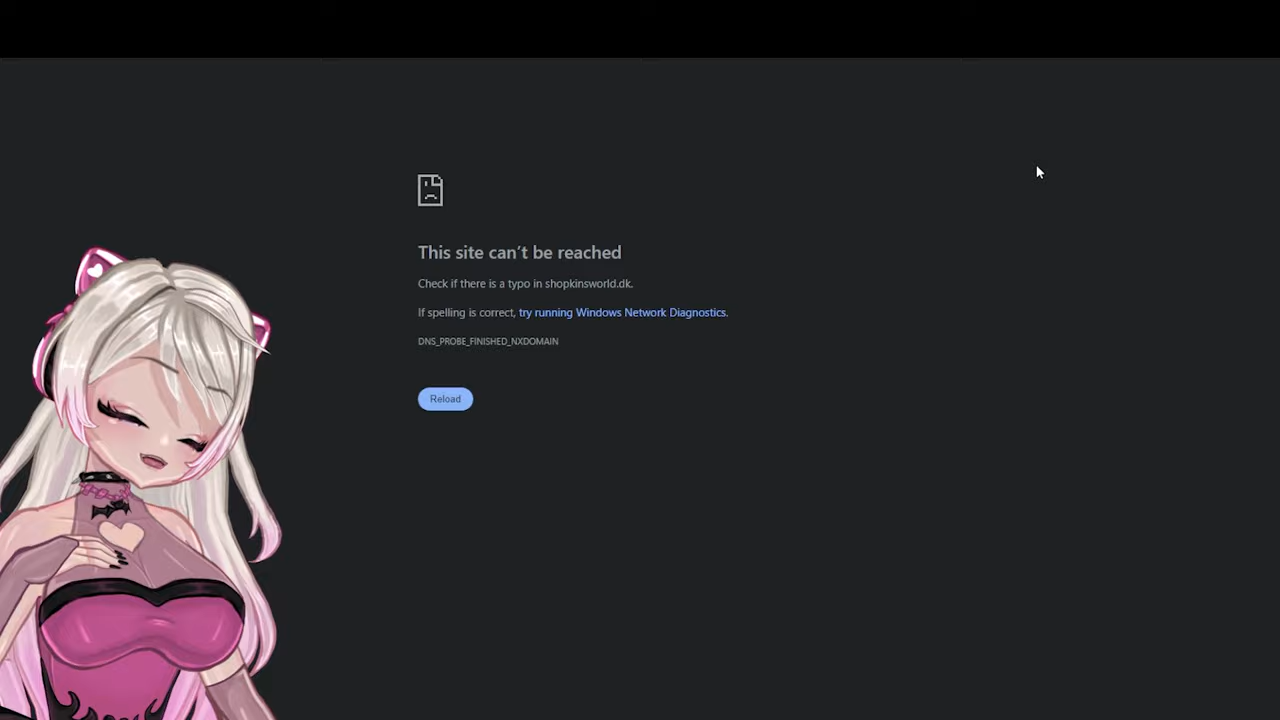 This site can’t be reached
Check if there is a typo in shopkinsworld.dk.
If spelling is correct, try running Windows Network Diagnostics.
DNS_PROBE_FINISHED_NXDOMAIN
Reload